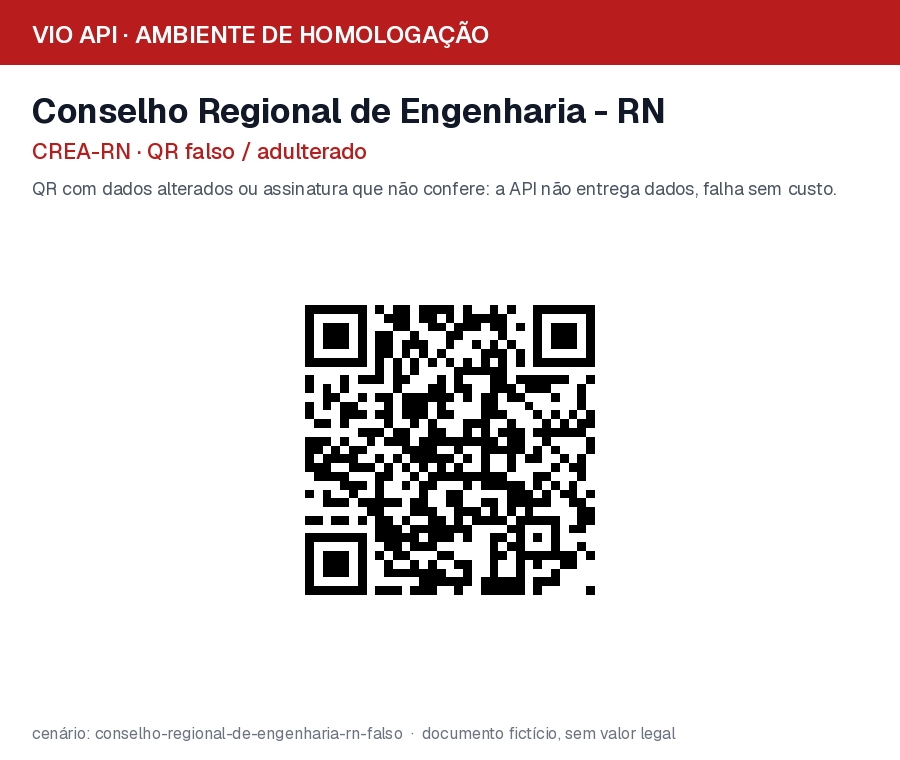 VIO API · AMBIENTE DE HOMOLOGAÇÃO
Conselho Regional de Engenharia - RN
CREA-RN · QR falso / adulterado
QR com dados alterados ou assinatura que não confere: a API não entrega dados, falha sem custo.
cenário: conselho-regional-de-engenharia-rn-falso · documento fictício, sem valor legal